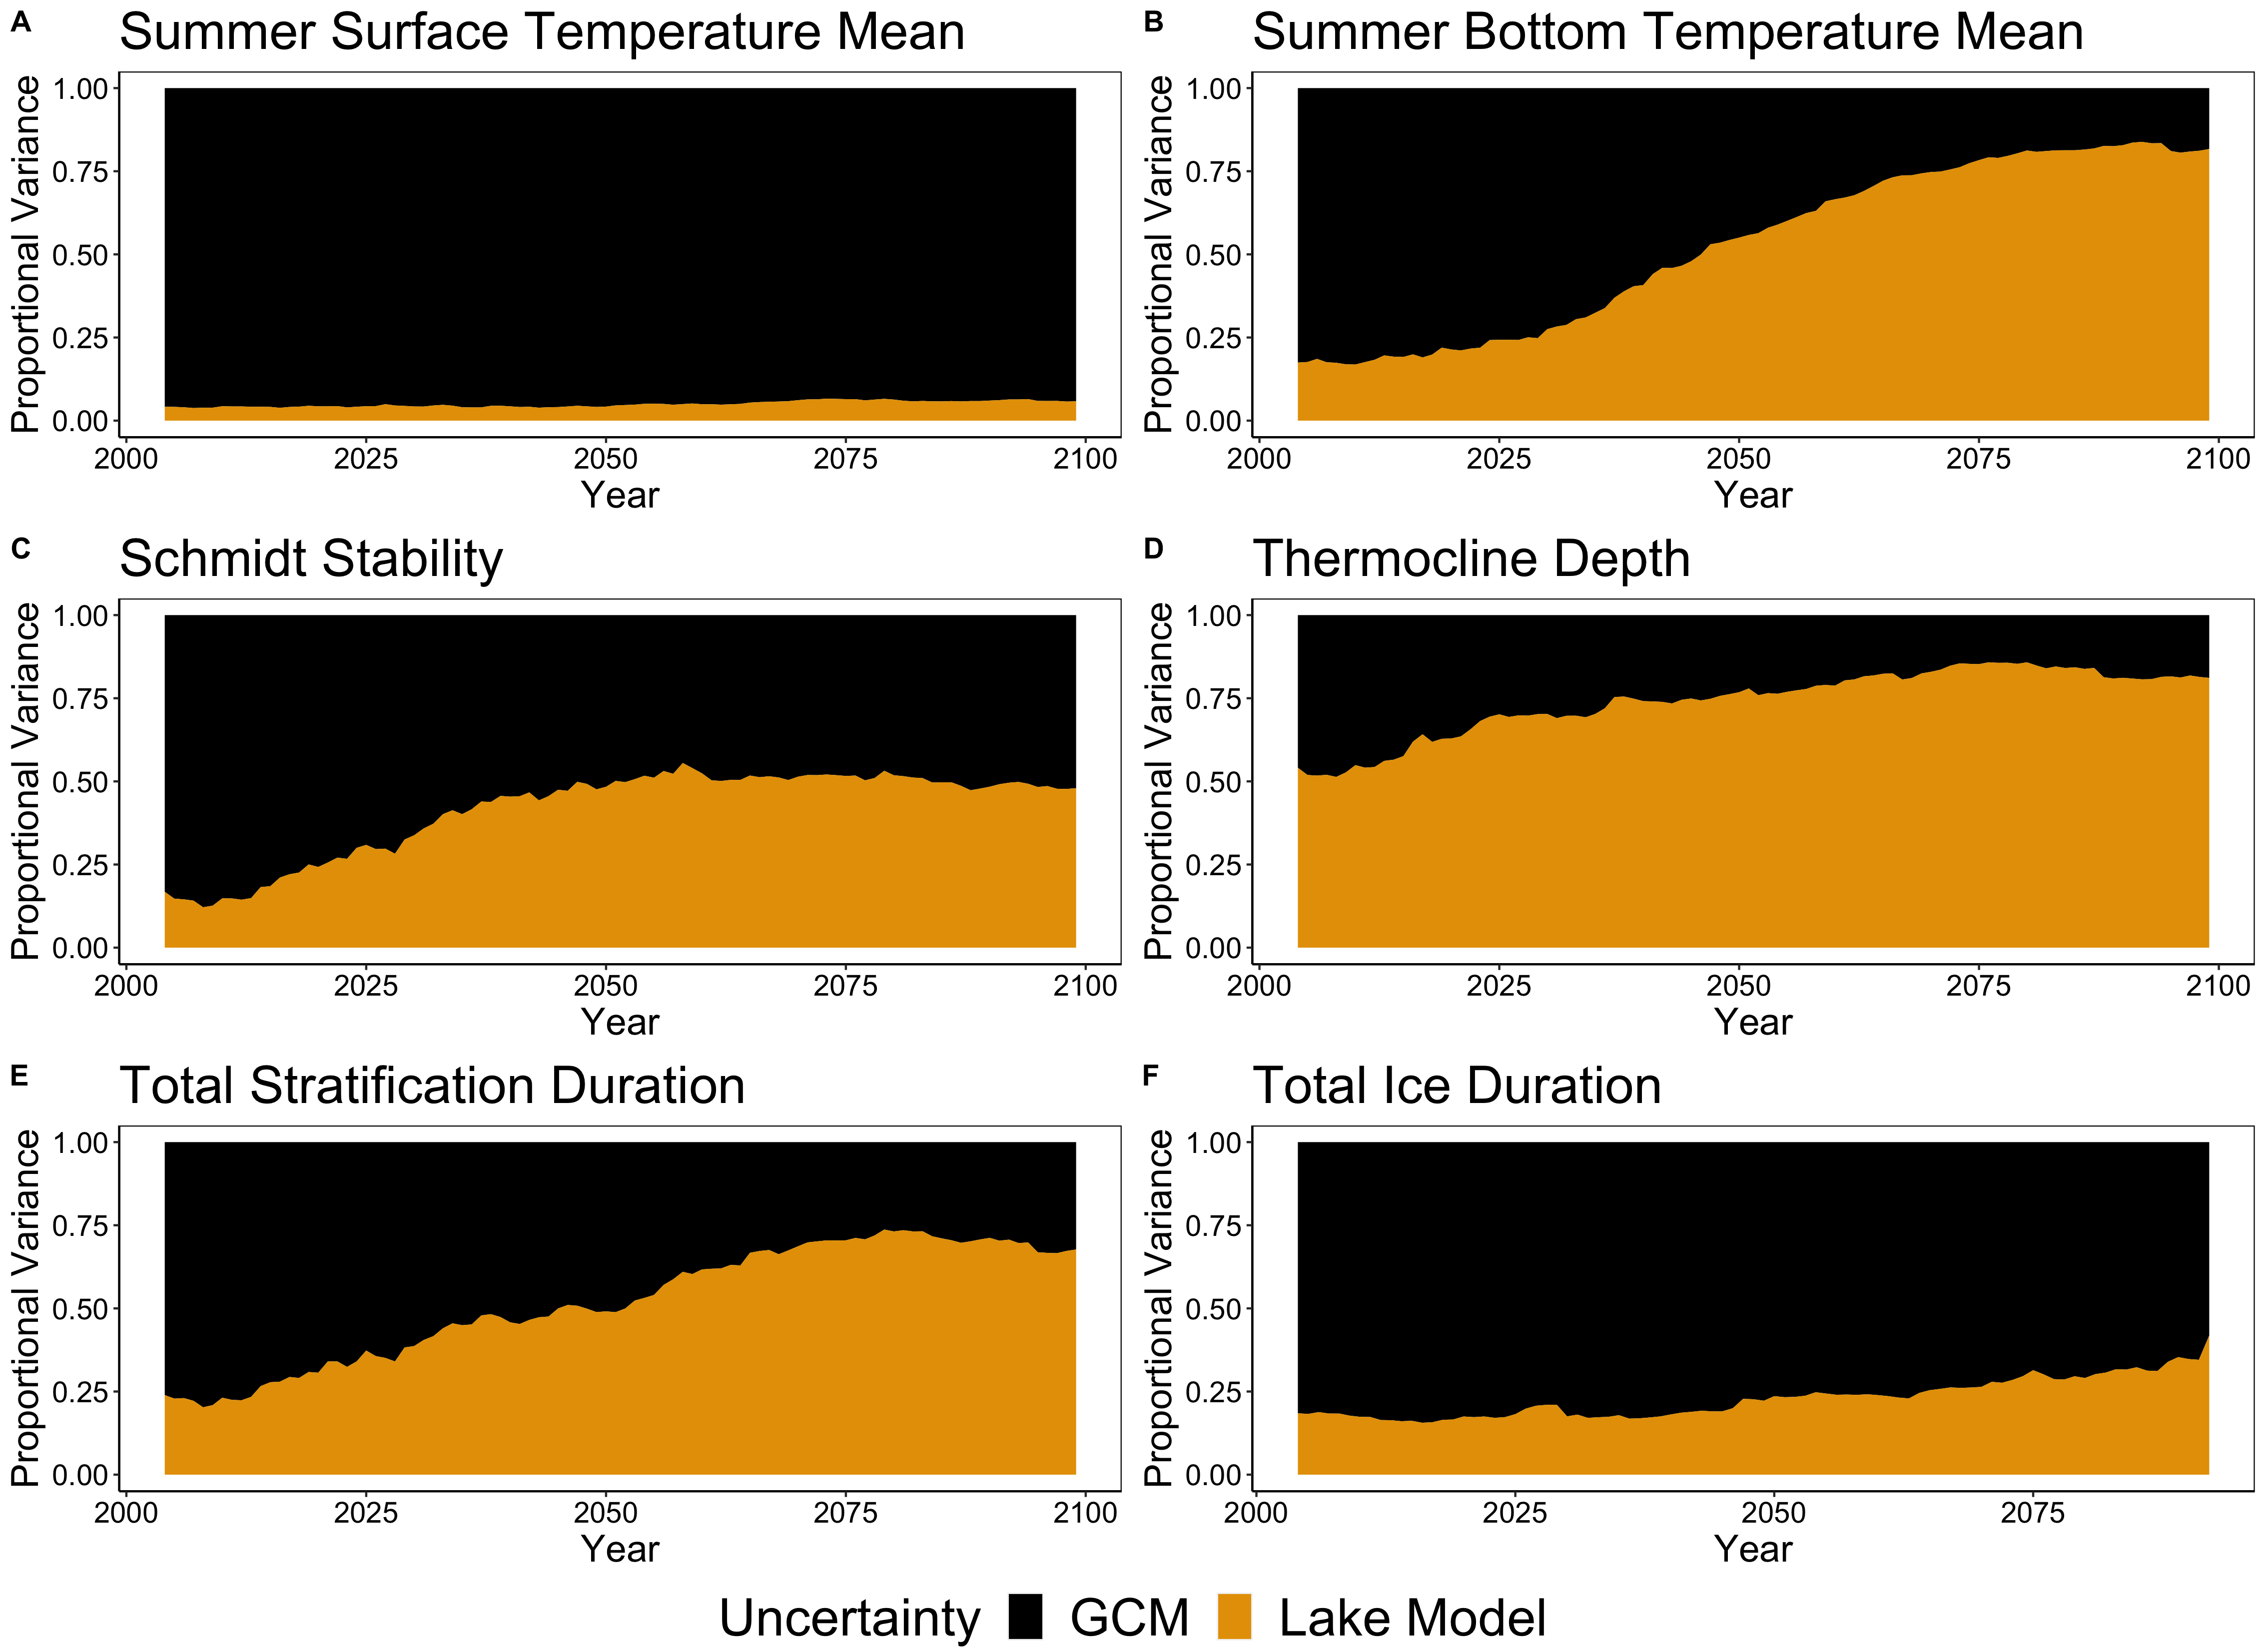 A
Summer Surface Temperature Mean
Proportional Variance
1.00
0.75
0.50
0.25
0.00
2000 2025 2050 2075 2100
Year
B
Summer Bottom Temperature Mean
Proportional Variance
1.00
0.75
0.50
0.25
0.00
2000 2025 2050 2075 2100
Year
C
Schmidt Stability
Proportional Variance
1.00
0.75
0.50
0.25
0.00
2000 2025 2050 2075 2100
Year
D
Thermocline Depth
Proportional Variance
1.00
0.75
0.50
0.25
0.00
2000 2025 2050 2075 2100
Year
E
Total Stratification Duration
Proportional Variance
1.00
0.75
0.50
0.25
0.00
2000 2025 2050 2075 2100
Year
F
Total Ice Duration
Proportional Variance
1.00
0.75
0.50
0.25
0.00
2000 2025 2050 2075
Year
Uncertainty GCM Lake Model